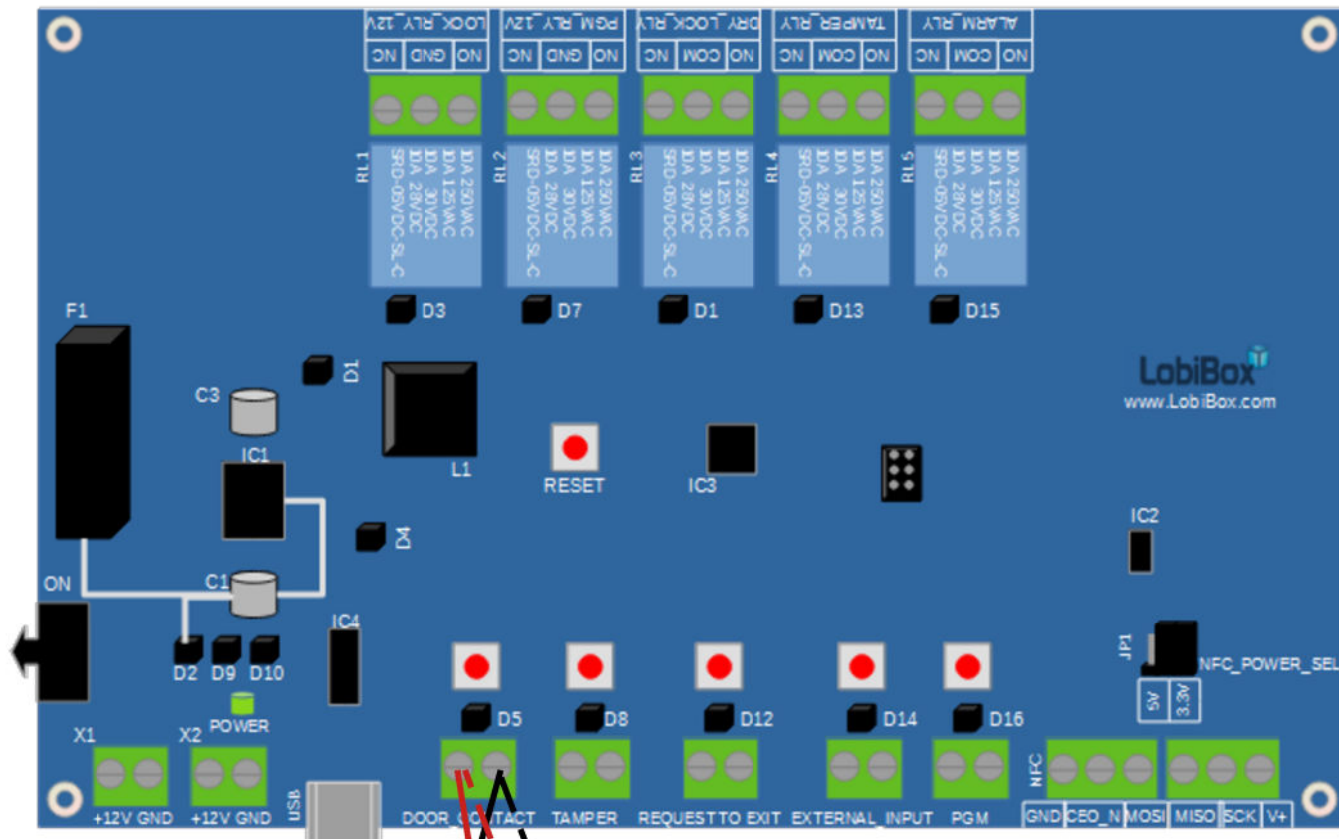 LOCK_RLY_12V
PGM_RLY_12V
DRY_LOCK_RLY
TAMPER_RLY
ALARM_RLY
NC GND NO
NC GND NO
NC COM NO
NC COM NO
NC COM NO
RL1
SRD-05VDC-SL-C
10A 28VDC
10A 30VDC
10A 125VAC
10A 250VAC
RL2
SRD-05VDC-SL-C
10A 28VDC
10A 30VDC
10A 125VAC
10A 250VAC
RL3
SRD-05VDC-SL-C
10A 28VDC
10A 30VDC
10A 125VAC
10A 250VAC
RL4
SRD-05VDC-SL-C
10A 28VDC
10A 30VDC
10A 125VAC
10A 250VAC
RL5
SRD-05VDC-SL-C
10A 28VDC
10A 30VDC
10A 125VAC
10A 250VAC
D3
D7
D1
D13
D15
F1
D1
C3
LobiBox
www.LobiBox.com
IC1
L1
RESET
IC3
IC2
D4
ON
C1
IC4
JP1
NFC_POWER_SEL
5V
3.3V
D2 D9 D10
POWER
D5
D8
D12
D14
D16
X1
X2
+12V GND
+12V GND
USB
DOOR_CONTACT
TAMPER
REQUEST TO EXIT
EXTERNAL_INPUT
PGM
NFC
GND CEO_N MOSI MISO SCK V+